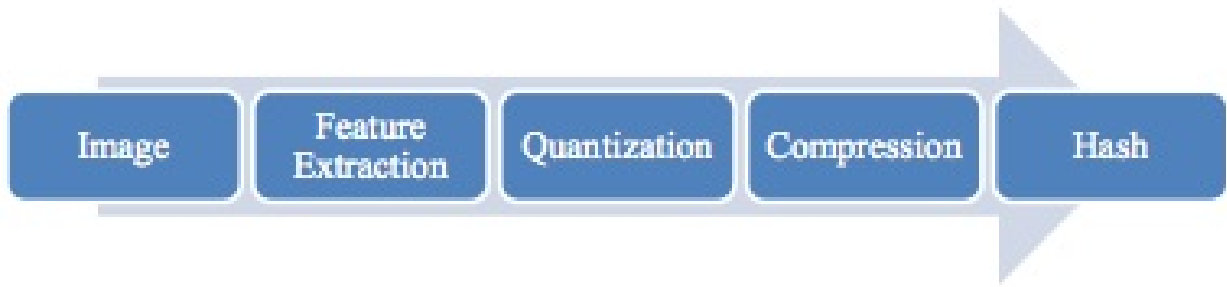 Image
Feature
Extraction
Quantization
Compression
Hash